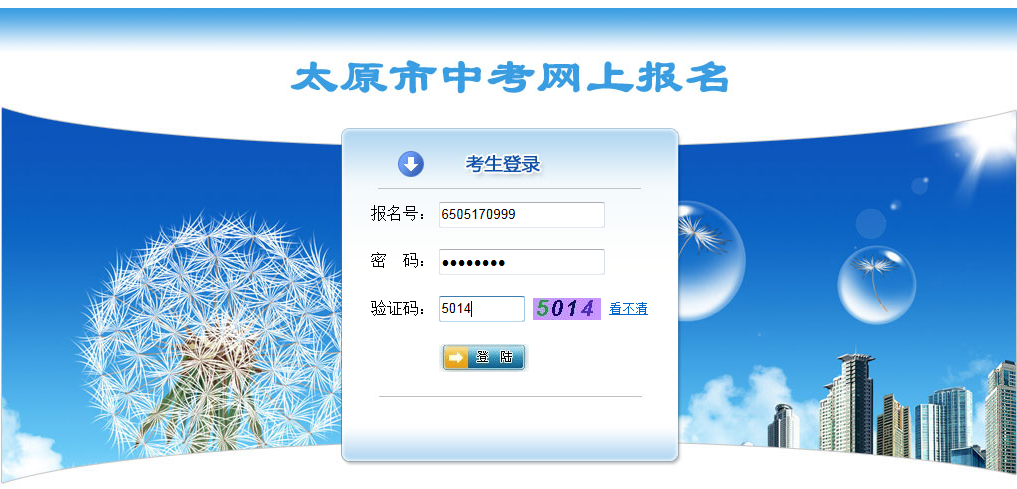 太原市中考网上报名
考生登录
报名号： 6505170999
密 码： ••••••••
验证码： 5014 5014 看不清
登 陆